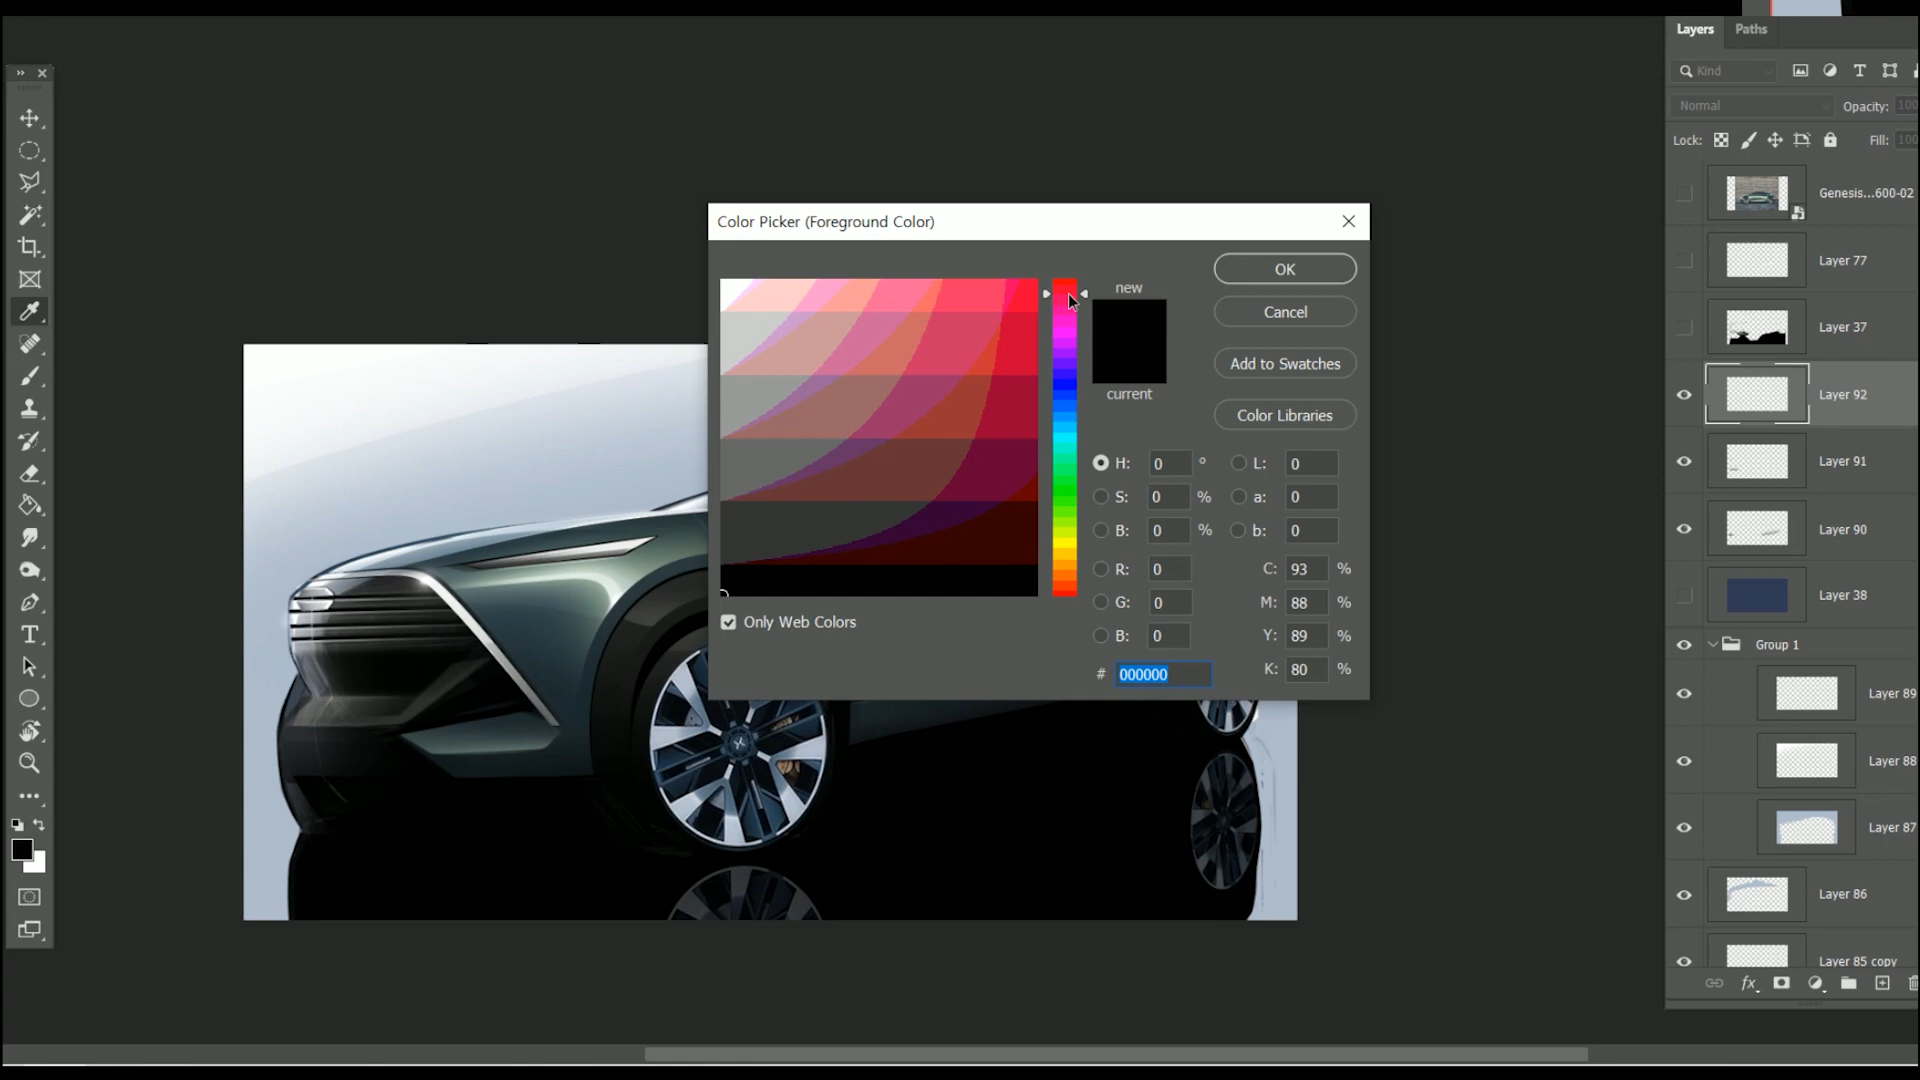 Layers Paths
Kind
Normal Opacity: 100
Lock: Fill: 100
Genesis...600-02
Layer 77
Layer 37
Layer 92
Layer 91
Layer 90
Layer 38
Group 1
Layer 89
Layer 88
Layer 87
Layer 86
Layer 85 copy
fx
Color Picker (Foreground Color)
OK
Cancel
Add to Swatches
Color Libraries
new
current
H: 0 ° L: 0
S: 0 % a: 0
B: 0 % b: 0
R: 0 C: 93 %
G: 0 M: 88 %
B: 0 Y: 89 %
# 000000 K: 80 %
Only Web Colors